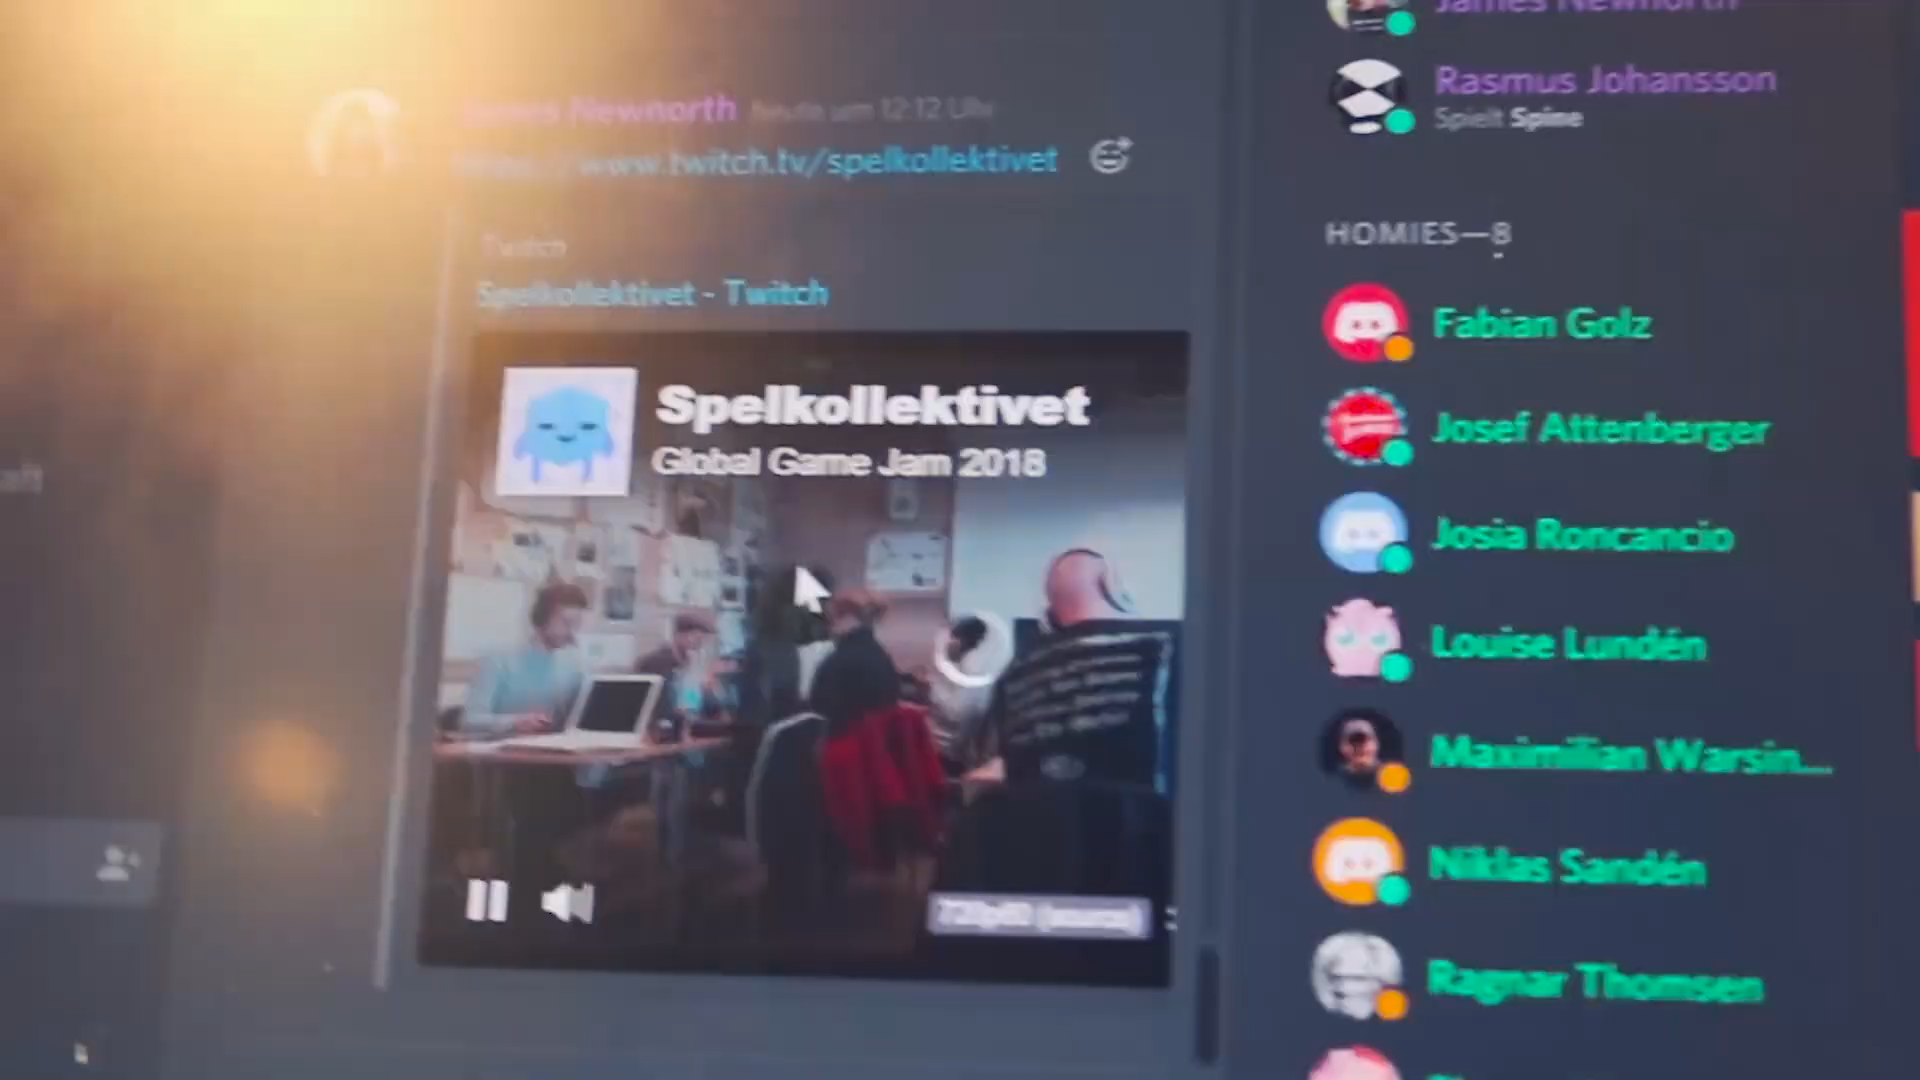 James Newnorth
Rasmus Johansson
Spielt Spine
James Newnorth heute um 12:12 Uhr
https://www.twitch.tv/spelkollektivet
Twitch
Spelkollektivet - Twitch
Spelkollektivet
Global Game Jam 2018
HOMIES—8
Fabian Golz
Josef Attenberger
Josia Roncancio
Louise Lundén
Maximilian Warsin...
Niklas Sandén
Ragnar Thomsen